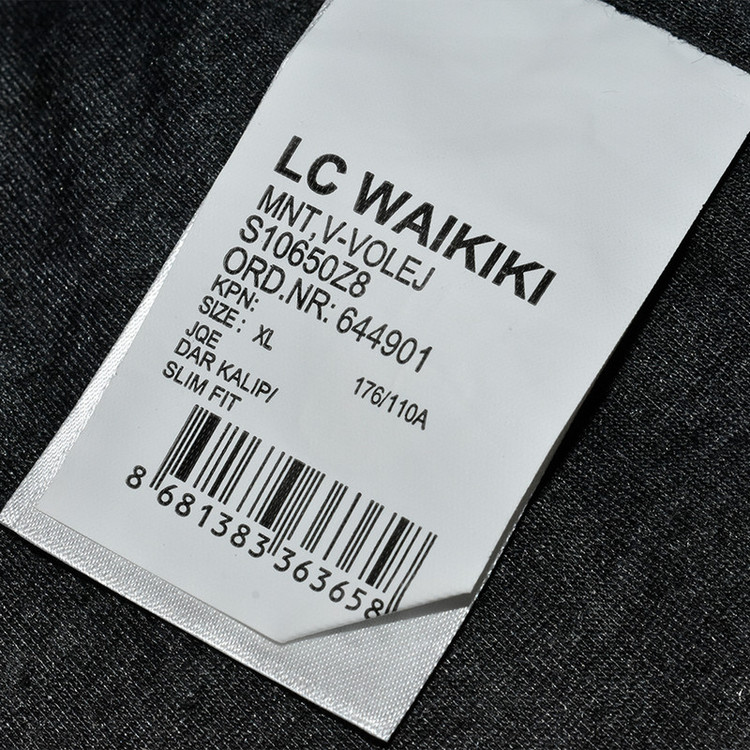 LC WAIKIKI
MNT,V-VOLEJ
S10650Z8
ORD.NR: 644901
KPN:
SIZE: XL 176/110A
JQE
DAR KALIP/
SLIM FIT
8 681383 363658